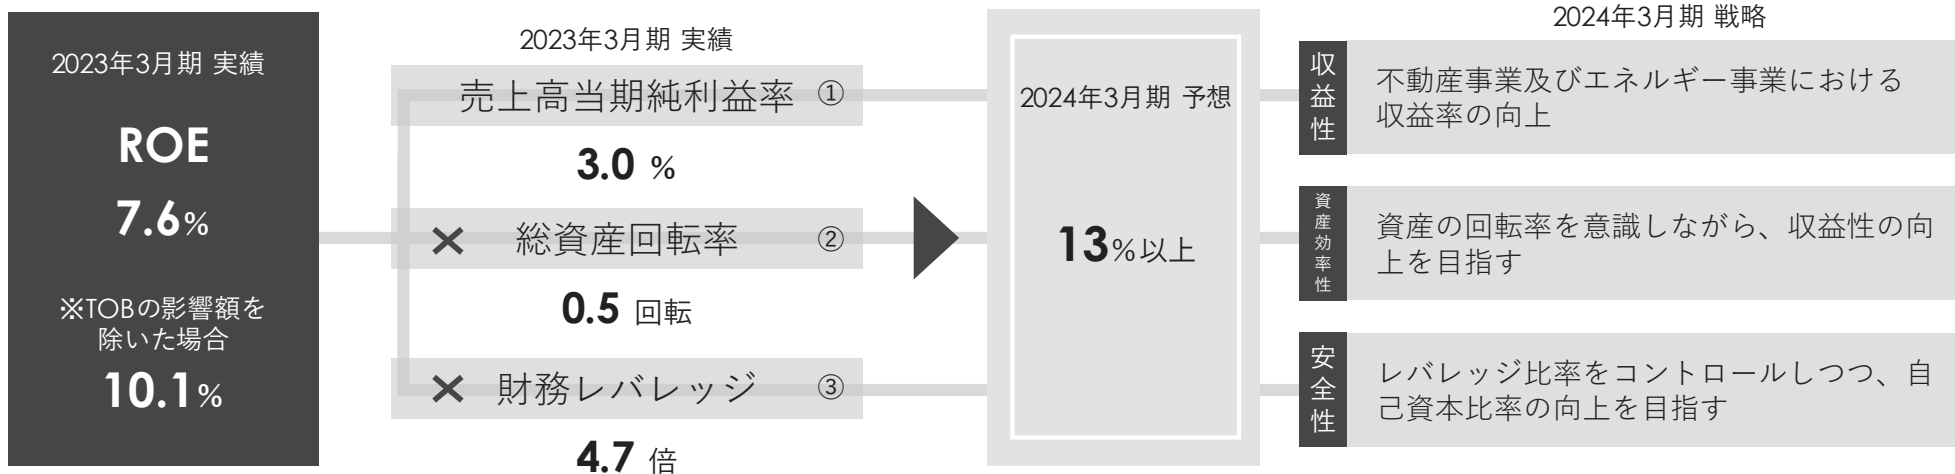 2023年3月期 実績
ROE
7.6%
※TOBの影響額を
除いた場合
10.1%
2023年3月期 実績
売上高当期純利益率 ①
3.0 %
× 総資産回転率 ②
0.5 回転
× 財務レバレッジ ③
4.7 倍
2024年3月期 予想
13%以上
2024年3月期 戦略
収益性
不動産事業及びエネルギー事業における
収益率の向上
資産効率性
資産の回転率を意識しながら、収益性の向
上を目指す
安全性
レバレッジ比率をコントロールしつつ、自
己資本比率の向上を目指す